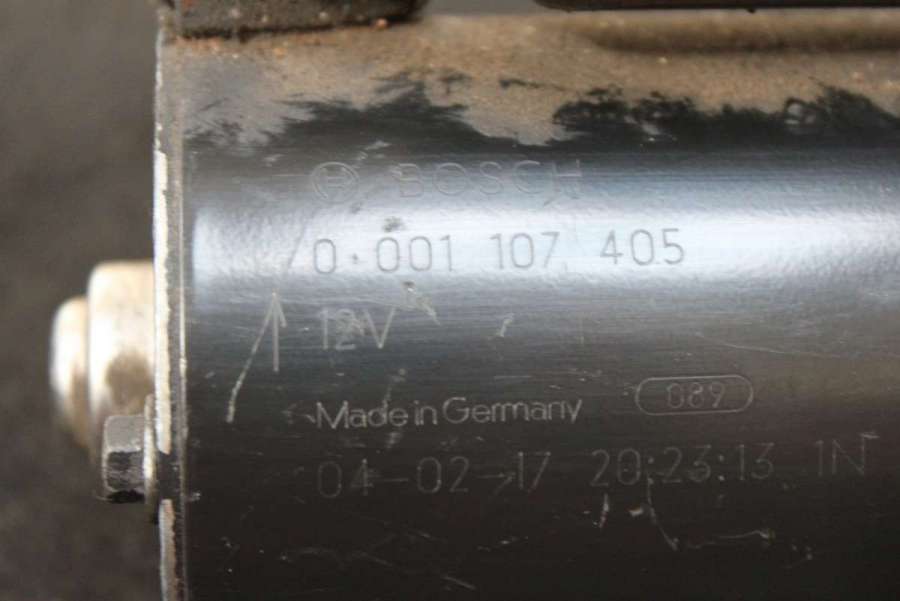 BOSCH
0 001 107 405
12V
Made in Germany 089
04-02-17 20:23:13 1N